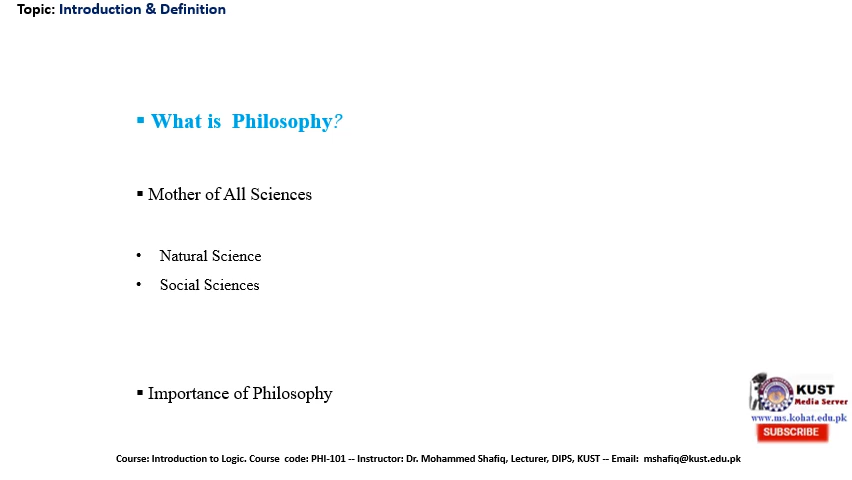 Topic: Introduction & Definition
▪ What is Philosophy?
▪ Mother of All Sciences
• Natural Science
• Social Sciences
▪ Importance of Philosophy
KUST
Media Server
www.ms.kohat.edu.pk
SUBSCRIBE
Course: Introduction to Logic. Course code: PHI-101 -- Instructor: Dr. Mohammed Shafiq, Lecturer, DIPS, KUST -- Email: mshafiq@kust.edu.pk